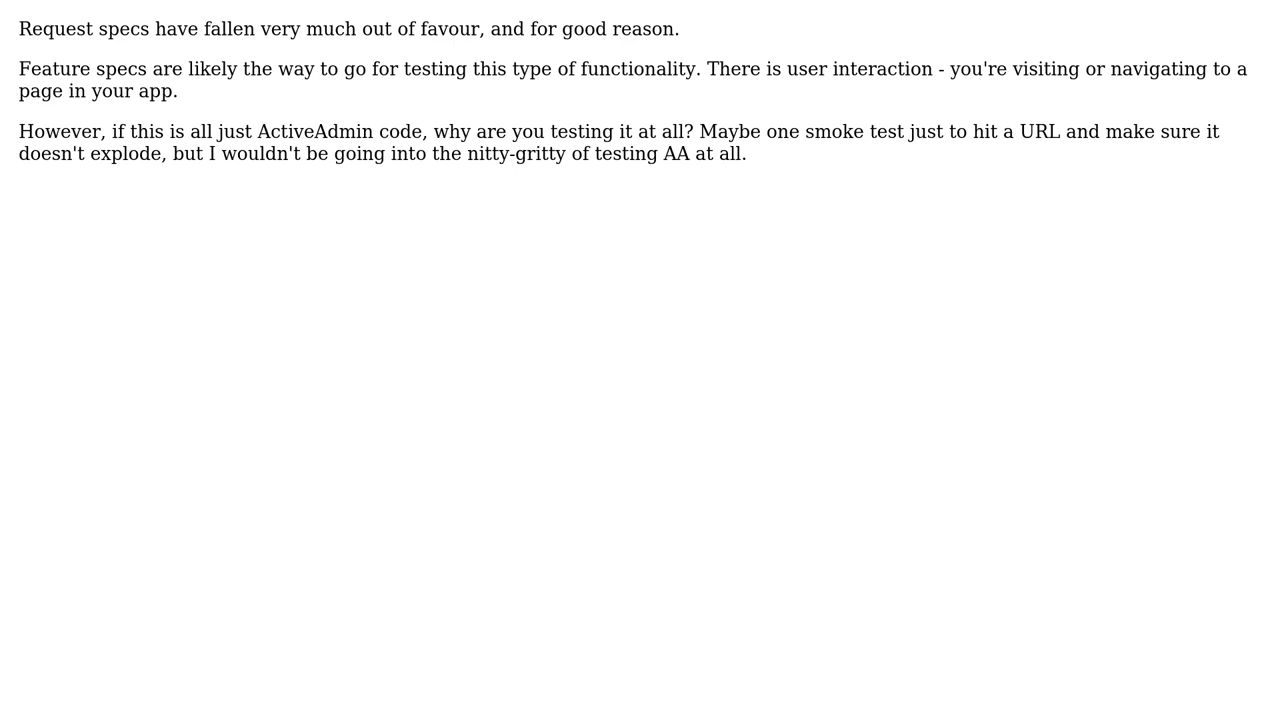 Request specs have fallen very much out of favour, and for good reason.
Feature specs are likely the way to go for testing this type of functionality. There is user interaction - you're visiting or navigating to a
page in your app.
However, if this is all just ActiveAdmin code, why are you testing it at all? Maybe one smoke test just to hit a URL and make sure it
doesn't explode, but I wouldn't be going into the nitty-gritty of testing AA at all.